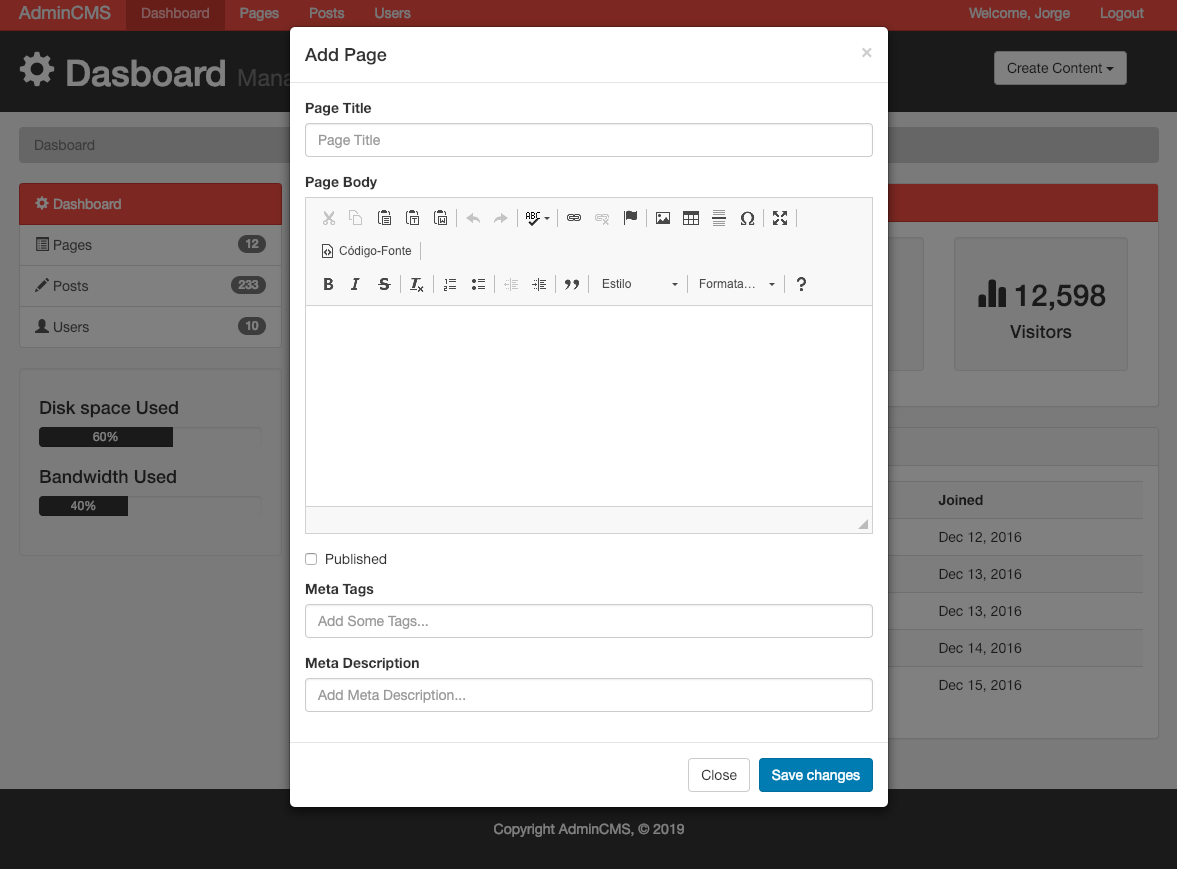 AdminCMS Dashboard Pages Posts Users Welcome, Jorge Logout
Dasboard Mana
Create Content
Dasboard
Dashboard
Pages 12
Posts 233
Users 10
Disk space Used
60%
Bandwidth Used
40%
Add Page ×
Page Title
Page Title
Page Body
ABC
Código-Fonte
B I S Ix Estilo Formata... ?
Published
Meta Tags
Add Some Tags...
Meta Description
Add Meta Description...
Close Save changes
12,598
Visitors
Joined
Dec 12, 2016
Dec 13, 2016
Dec 13, 2016
Dec 14, 2016
Dec 15, 2016
Copyright AdminCMS, © 2019